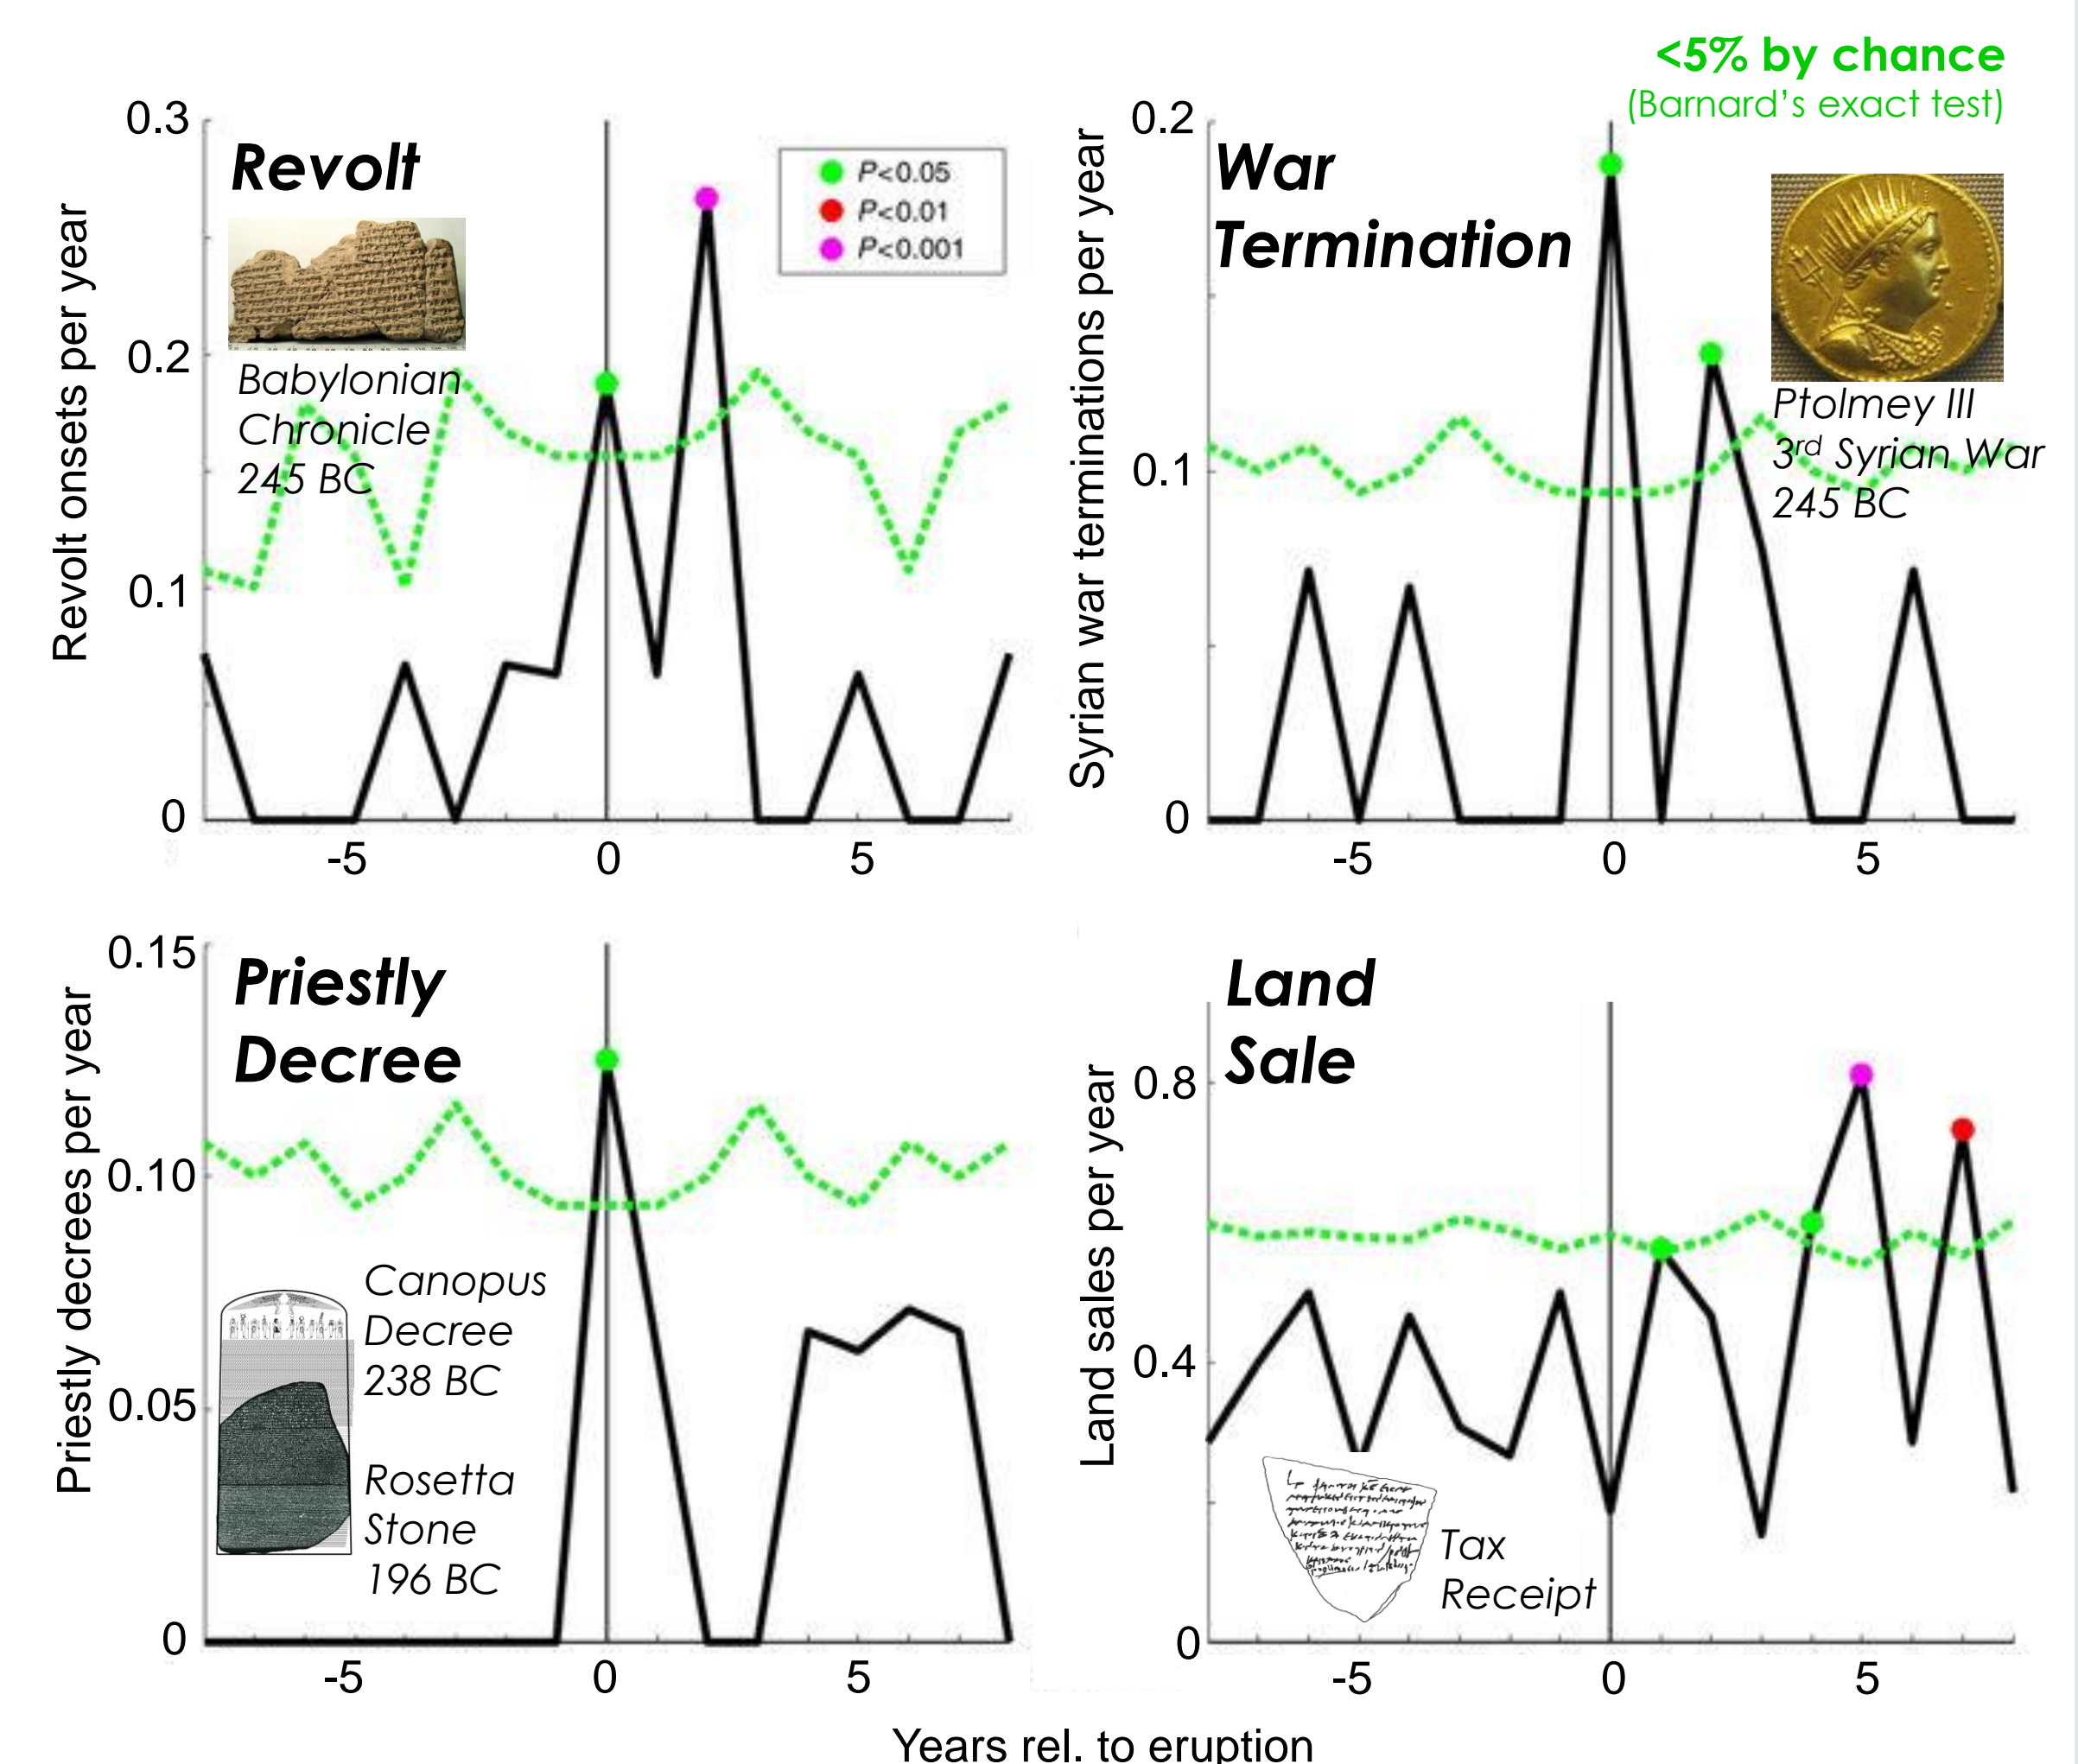 <5% by chance
(Barnard's exact test)
Revolt
Revolt onsets per year
0.3
0.2
0.1
0
-5
0
5
P<0.05
P<0.01
P<0.001
Babylonian
Chronicle
245 BC
War
Termination
Syrian war terminations per year
0.2
0.1
0
-5
0
5
Ptolmey III
3rd Syrian War
245 BC
Priestly
Decree
Priestly decrees per year
0.15
0.10
0.05
0
-5
0
5
Canopus
Decree
238 BC
Rosetta
Stone
196 BC
Land
Sale
Land sales per year
0.8
0.4
0
-5
0
5
Tax
Receipt
Years rel. to eruption